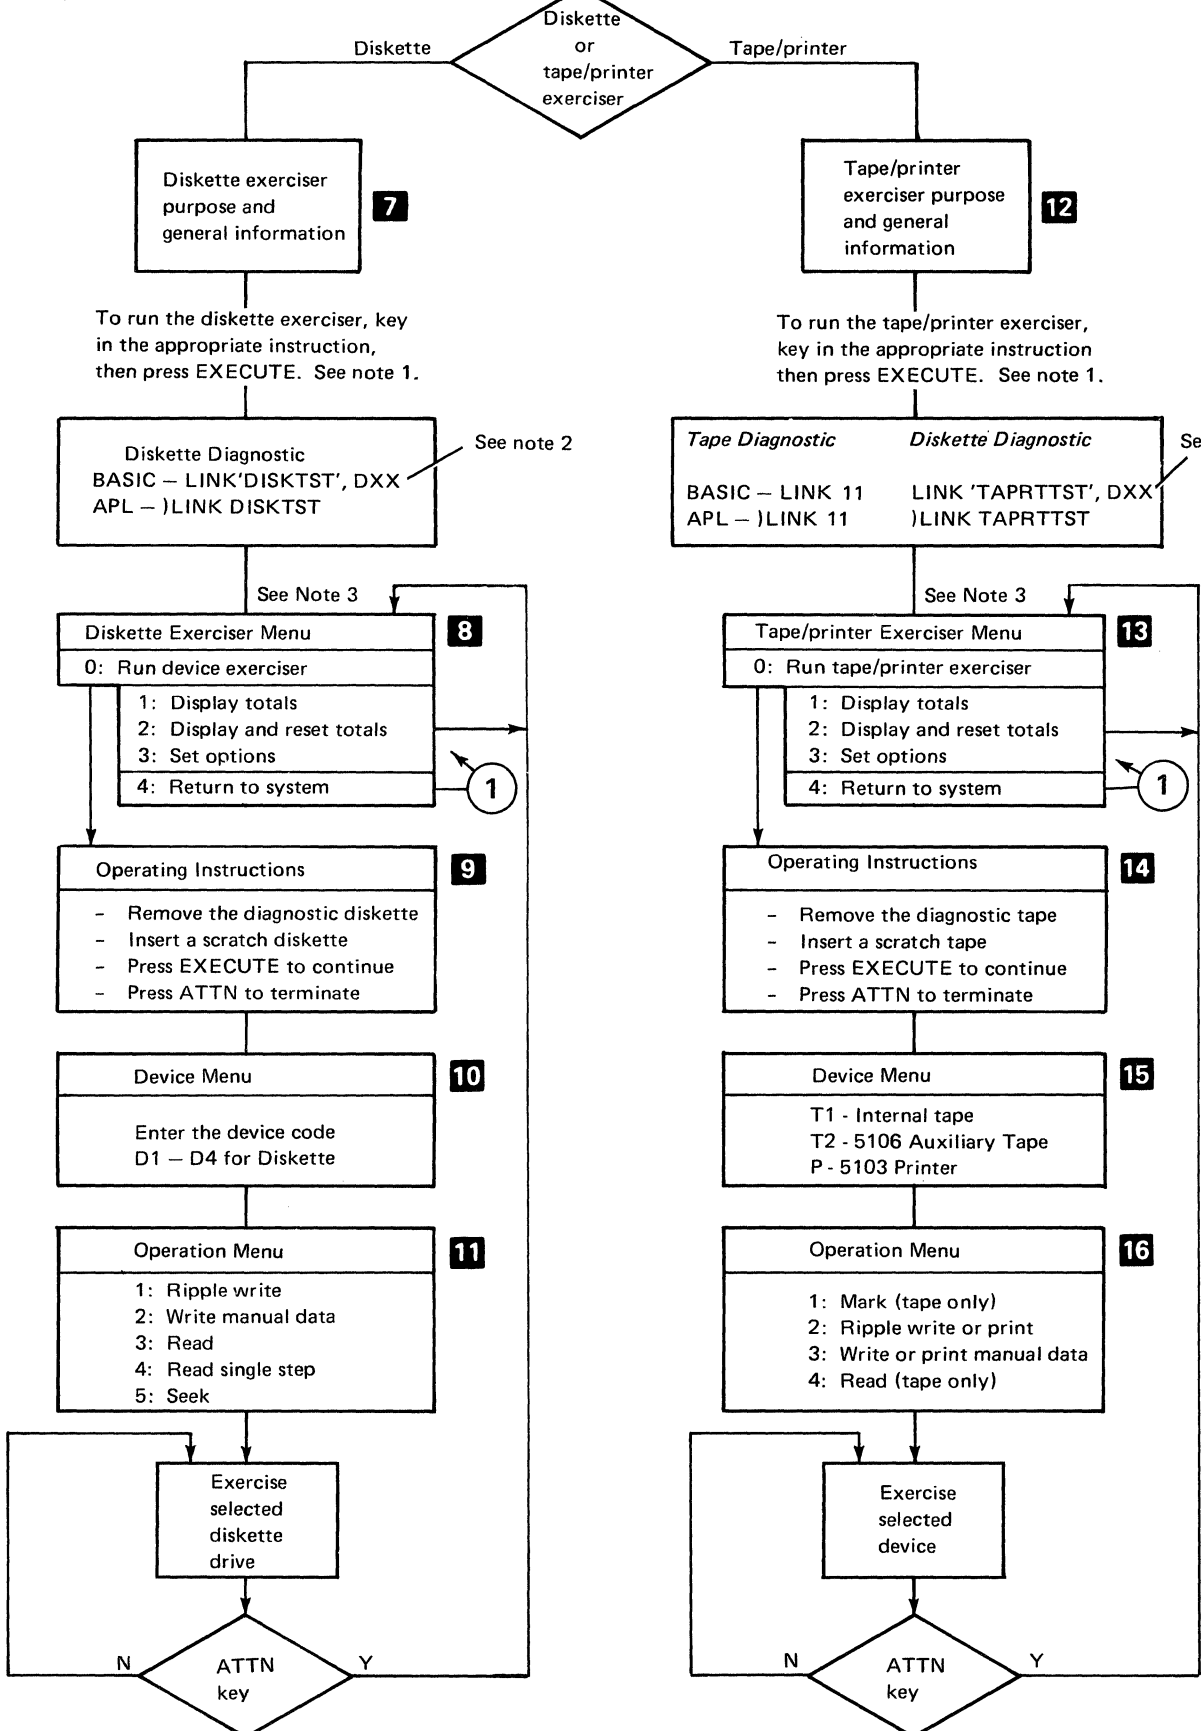 Diskette
or
tape/printer
exerciser
Diskette
Tape/printer
Diskette exerciser
purpose and
general information
7
To run the diskette exerciser, key
in the appropriate instruction,
then press EXECUTE. See note 1.
Diskette Diagnostic
BASIC – LINK'DISKTST', DXX
APL – )LINK DISKTST
See note 2
See Note 3
Diskette Exerciser Menu
8
0: Run device exerciser
1: Display totals
2: Display and reset totals
3: Set options
4: Return to system
1
Operating Instructions
9
- Remove the diagnostic diskette
- Insert a scratch diskette
- Press EXECUTE to continue
- Press ATTN to terminate
Device Menu
10
Enter the device code
D1 – D4 for Diskette
Operation Menu
11
1: Ripple write
2: Write manual data
3: Read
4: Read single step
5: Seek
Exercise
selected
diskette
drive
N
ATTN
key
Y
Tape/printer
exerciser purpose
and general
information
12
To run the tape/printer exerciser,
key in the appropriate instruction
then press EXECUTE. See note 1.
Tape Diagnostic Diskette Diagnostic
BASIC – LINK 11 LINK 'TAPRTTST', DXX
APL – )LINK 11 )LINK TAPRTTST
Se
See Note 3
Tape/printer Exerciser Menu
13
0: Run tape/printer exerciser
1: Display totals
2: Display and reset totals
3: Set options
4: Return to system
1
Operating Instructions
14
- Remove the diagnostic tape
- Insert a scratch tape
- Press EXECUTE to continue
- Press ATTN to terminate
Device Menu
15
T1 - Internal tape
T2 - 5106 Auxiliary Tape
P - 5103 Printer
Operation Menu
16
1: Mark (tape only)
2: Ripple write or print
3: Write or print manual data
4: Read (tape only)
Exercise
selected
device
N
ATTN
key
Y